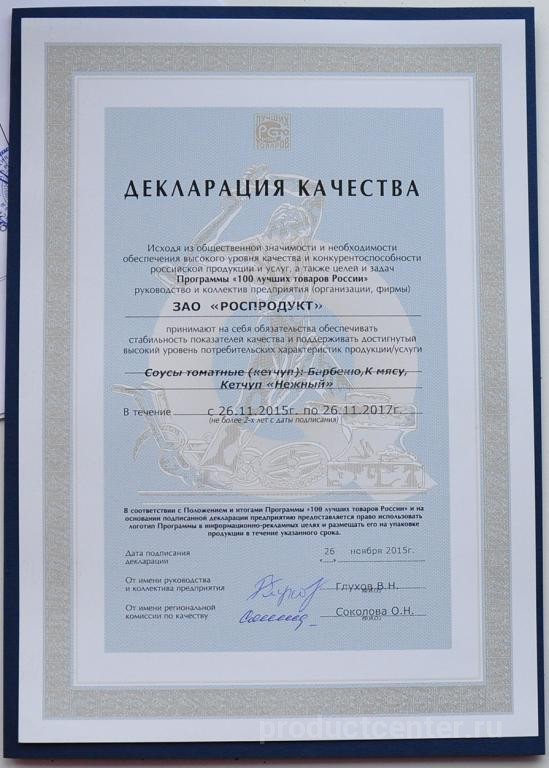 ЛУЧШИХ
ТОВАРОВ
ДЕКЛАРАЦИЯ КАЧЕСТВА
Исходя из общественной значимости и необходимости
обеспечения высокого уровня качества и конкурентоспособности
российской продукции и услуг, а также целей и задач
Программы «100 лучших товаров России»
руководство и коллектив предприятия (организации, фирмы)
ЗАО «РОСПРОДУКТ»
принимают на себя обязательства обеспечивать
стабильность показателей качества и поддерживать достигнутый
высокий уровень потребительских характеристик продукции/услуги
Соусы томатные (кетчуп): Барбекю,К мясу,
Кетчуп «Нежный»
В течение с 26.11.2015г. по 26.11.2017г.
(не более 2-х лет с даты подписания)
В соответствии с Положением и итогами Программы «100 лучших товаров России» и на
основании подписанной декларации предприятию предоставляется право использовать
логотип Программы в информационно-рекламных целях и размещать его на упаковке
продукции в течение указанного срока.
Дата подписания
декларации
26 ноября 2015г.
От имени руководства
и коллектива предприятия
Глухов В.Н.
(ФИО)
От имени региональной
комиссии по качеству
Соколова О.Н.
(ФИО)
productcenter.ru